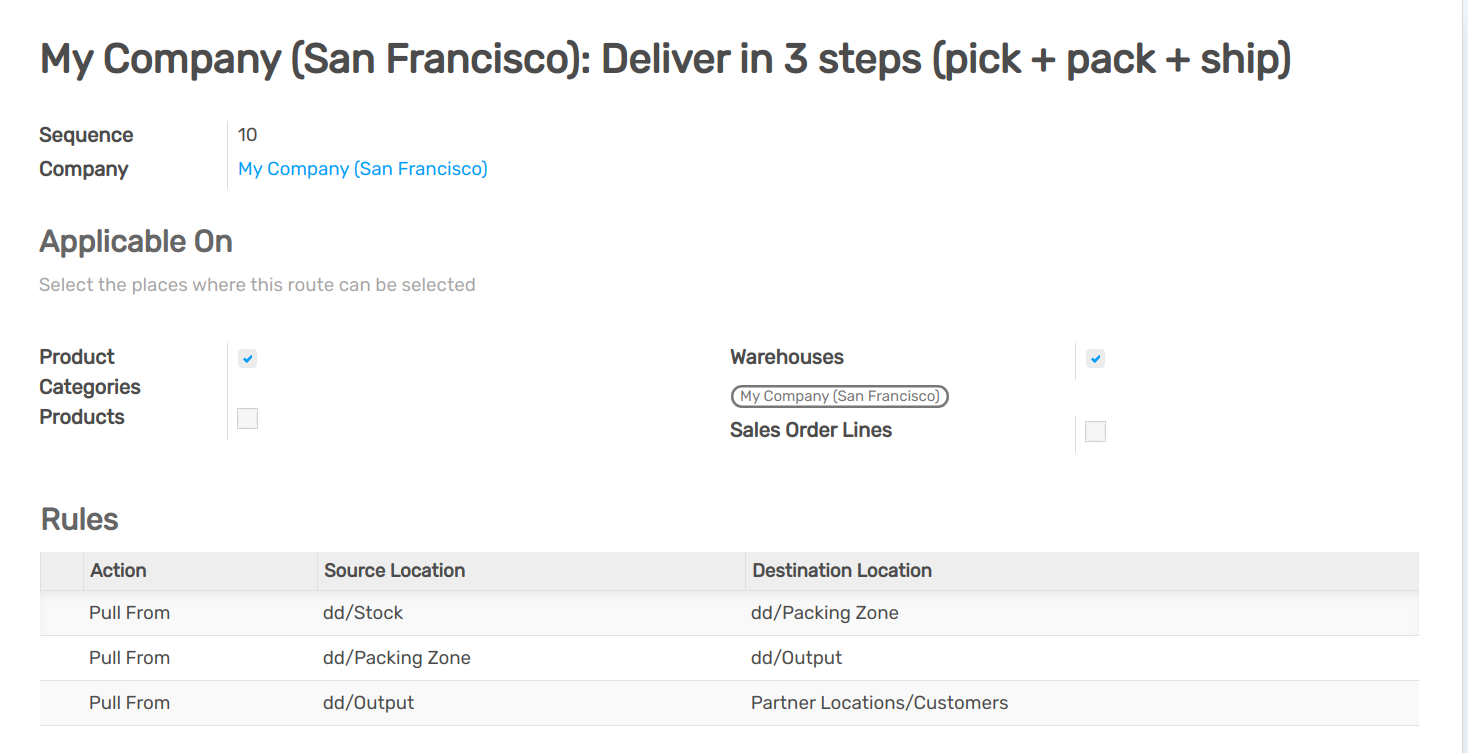 My Company (San Francisco): Deliver in 3 steps (pick + pack + ship)
Sequence 10
Company My Company (San Francisco)
Applicable On
Select the places where this route can be selected
Product Categories
Products
Warehouses
My Company (San Francisco)
Sales Order Lines
Rules
Action Source Location Destination Location
Pull From dd/Stock dd/Packing Zone
Pull From dd/Packing Zone dd/Output
Pull From dd/Output Partner Locations/Customers